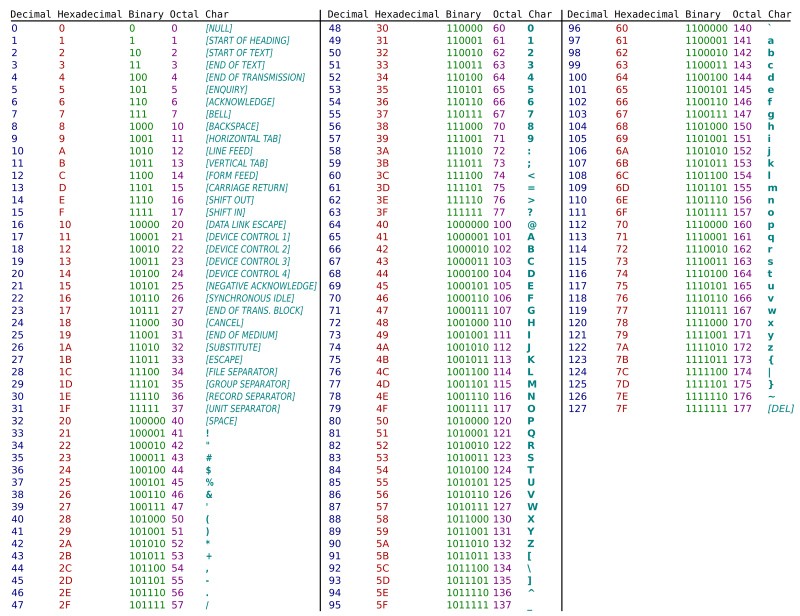 Decimal Hexadecimal Binary Octal Char
0 0 0 0 [NULL]
1 1 1 1 [START OF HEADING]
2 2 10 2 [START OF TEXT]
3 3 11 3 [END OF TEXT]
4 4 100 4 [END OF TRANSMISSION]
5 5 101 5 [ENQUIRY]
6 6 110 6 [ACKNOWLEDGE]
7 7 111 7 [BELL]
8 8 1000 10 [BACKSPACE]
9 9 1001 11 [HORIZONTAL TAB]
10 A 1010 12 [LINE FEED]
11 B 1011 13 [VERTICAL TAB]
12 C 1100 14 [FORM FEED]
13 D 1101 15 [CARRIAGE RETURN]
14 E 1110 16 [SHIFT OUT]
15 F 1111 17 [SHIFT IN]
16 10 10000 20 [DATA LINK ESCAPE]
17 11 10001 21 [DEVICE CONTROL 1]
18 12 10010 22 [DEVICE CONTROL 2]
19 13 10011 23 [DEVICE CONTROL 3]
20 14 10100 24 [DEVICE CONTROL 4]
21 15 10101 25 [NEGATIVE ACKNOWLEDGE]
22 16 10110 26 [SYNCHRONOUS IDLE]
23 17 10111 27 [END OF TRANS. BLOCK]
24 18 11000 30 [CANCEL]
25 19 11001 31 [END OF MEDIUM]
26 1A 11010 32 [SUBSTITUTE]
27 1B 11011 33 [ESCAPE]
28 1C 11100 34 [FILE SEPARATOR]
29 1D 11101 35 [GROUP SEPARATOR]
30 1E 11110 36 [RECORD SEPARATOR]
31 1F 11111 37 [UNIT SEPARATOR]
32 20 100000 40 [SPACE]
33 21 100001 41 !
34 22 100010 42 "
35 23 100011 43 #
36 24 100100 44 $
37 25 100101 45 %
38 26 100110 46 &
39 27 100111 47 '
40 28 101000 50 (
41 29 101001 51 )
42 2A 101010 52 *
43 2B 101011 53 +
44 2C 101100 54 ,
45 2D 101101 55 -
46 2E 101110 56 .
47 2F 101111 57 /
Decimal Hexadecimal Binary Octal Char
48 30 110000 60 0
49 31 110001 61 1
50 32 110010 62 2
51 33 110011 63 3
52 34 110100 64 4
53 35 110101 65 5
54 36 110110 66 6
55 37 110111 67 7
56 38 111000 70 8
57 39 111001 71 9
58 3A 111010 72 :
59 3B 111011 73 ;
60 3C 111100 74 <
61 3D 111101 75 =
62 3E 111110 76 >
63 3F 111111 77 ?
64 40 1000000 100 @
65 41 1000001 101 A
66 42 1000010 102 B
67 43 1000011 103 C
68 44 1000100 104 D
69 45 1000101 105 E
70 46 1000110 106 F
71 47 1000111 107 G
72 48 1001000 110 H
73 49 1001001 111 I
74 4A 1001010 112 J
75 4B 1001011 113 K
76 4C 1001100 114 L
77 4D 1001101 115 M
78 4E 1001110 116 N
79 4F 1001111 117 O
80 50 1010000 120 P
81 51 1010001 121 Q
82 52 1010010 122 R
83 53 1010011 123 S
84 54 1010100 124 T
85 55 1010101 125 U
86 56 1010110 126 V
87 57 1010111 127 W
88 58 1011000 130 X
89 59 1011001 131 Y
90 5A 1011010 132 Z
91 5B 1011011 133 [
92 5C 1011100 134 \
93 5D 1011101 135 ]
94 5E 1011110 136 ^
95 5F 1011111 137 _
Decimal Hexadecimal Binary Octal Char
96 60 1100000 140 `
97 61 1100001 141 a
98 62 1100010 142 b
99 63 1100011 143 c
100 64 1100100 144 d
101 65 1100101 145 e
102 66 1100110 146 f
103 67 1100111 147 g
104 68 1101000 150 h
105 69 1101001 151 i
106 6A 1101010 152 j
107 6B 1101011 153 k
108 6C 1101100 154 l
109 6D 1101101 155 m
110 6E 1101110 156 n
111 6F 1101111 157 o
112 70 1110000 160 p
113 71 1110001 161 q
114 72 1110010 162 r
115 73 1110011 163 s
116 74 1110100 164 t
117 75 1110101 165 u
118 76 1110110 166 v
119 77 1110111 167 w
120 78 1111000 170 x
121 79 1111001 171 y
122 7A 1111010 172 z
123 7B 1111011 173 {
124 7C 1111100 174 |
125 7D 1111101 175 }
126 7E 1111110 176 ~
127 7F 1111111 177 [DEL]